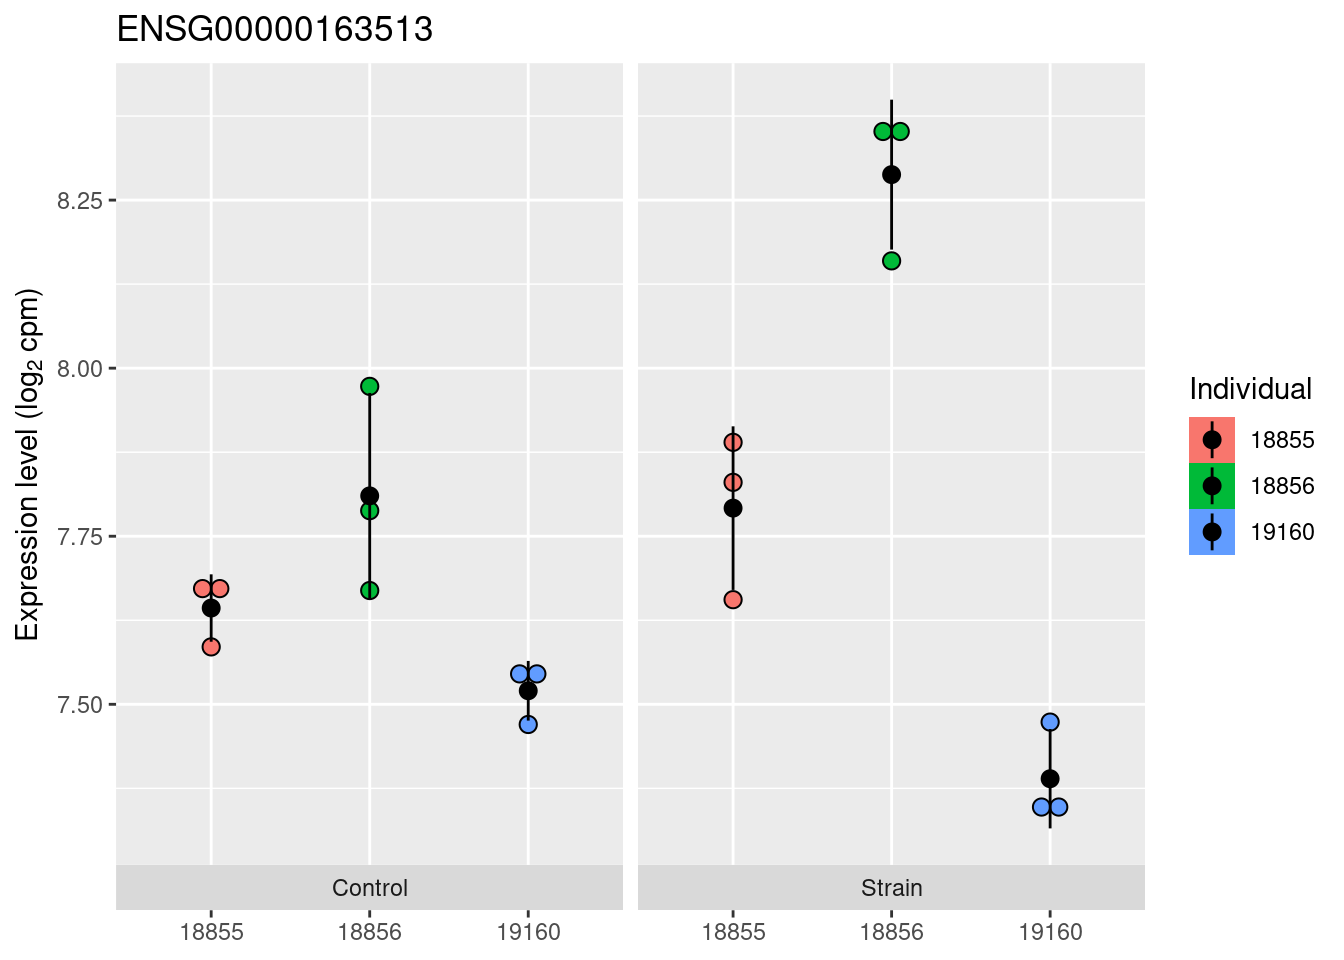 ENSG00000163513
Expression level (log₂ cpm)
8.25
8.00
7.75
7.50
Control
Strain
18855
18856
19160
18855
18856
19160
Individual
18855
18856
19160